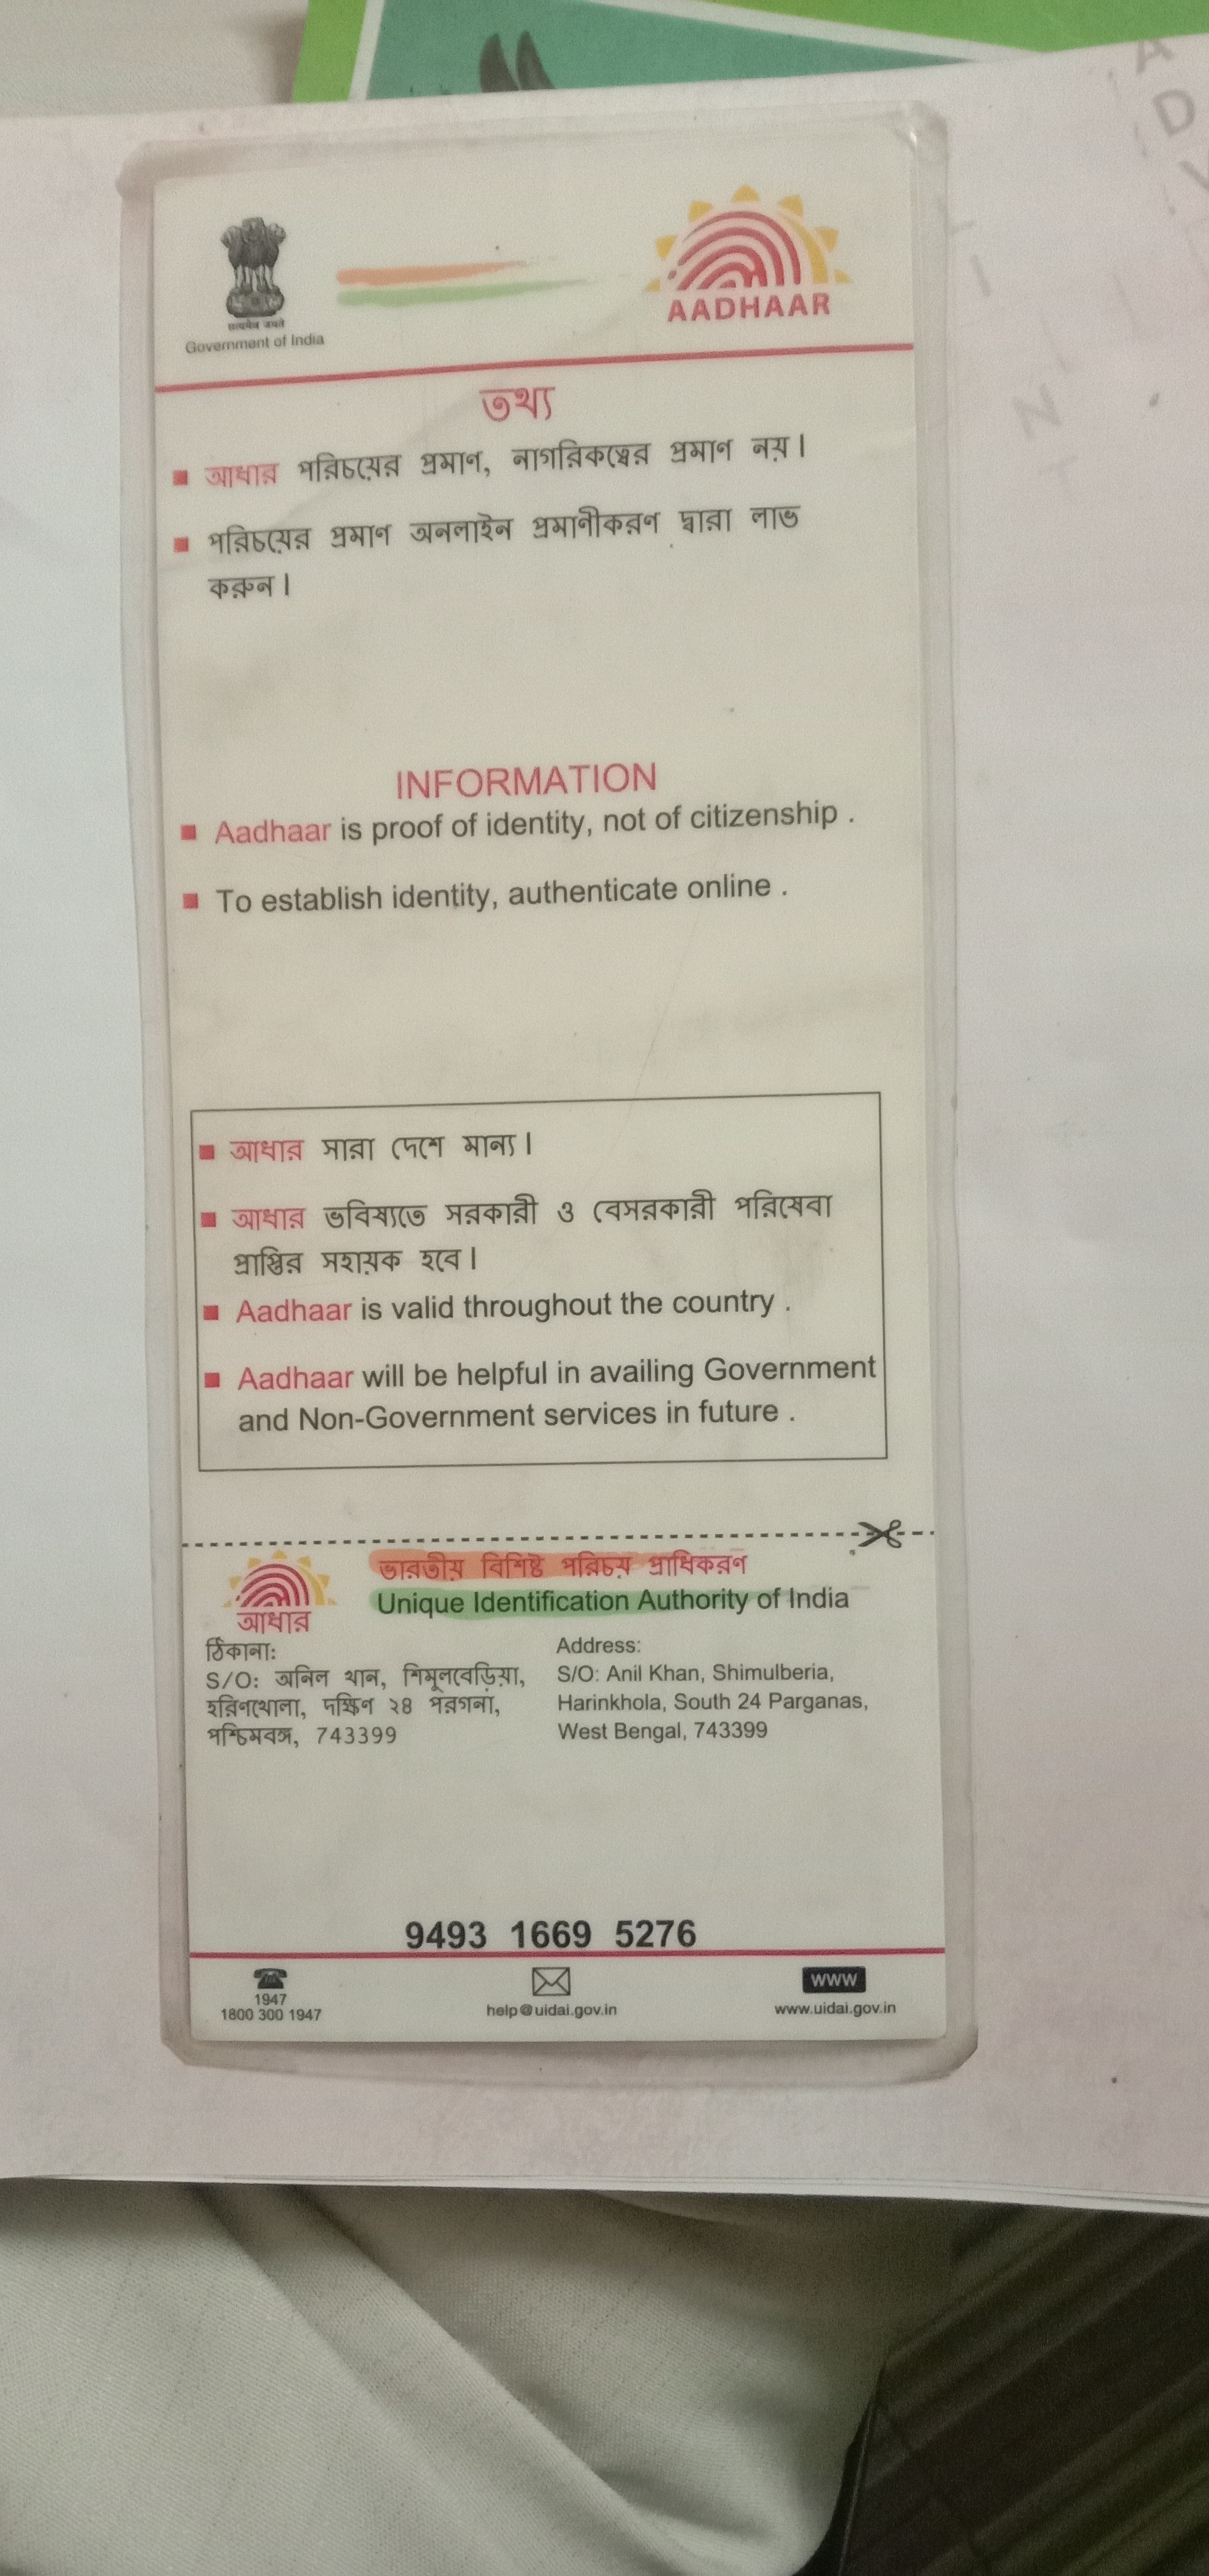 सत्यमेव जयते
Government of India
AADHAAR
তথ্য
আধার পরিচয়ের প্রমাণ, নাগরিকত্বের প্রমাণ নয়।
পরিচয়ের প্রমাণ অনলাইন প্রমাণীকরণ দ্বারা লাভ
করুন।
INFORMATION
Aadhaar is proof of identity, not of citizenship .
To establish identity, authenticate online .
আধার সারা দেশে মান্য।
আধার ভবিষ্যতে সরকারী ও বেসরকারী পরিষেবা
প্রাপ্তির সহায়ক হবে।
Aadhaar is valid throughout the country .
Aadhaar will be helpful in availing Government
and Non-Government services in future .
ভারতীয় বিশিষ্ট পরিচয় প্রাধিকরণ
Unique Identification Authority of India
আধার
ঠিকানা:
S/O: অনিল খান, শিমূলবেড়িয়া,
হরিণখোলা, দক্ষিণ ২৪ পরগনা,
পশ্চিমবঙ্গ, 743399
Address:
S/O: Anil Khan, Shimulberia,
Harinkhola, South 24 Parganas,
West Bengal, 743399
9493 1669 5276
1947
1800 300 1947
help@uidai.gov.in
WWW
www.uidai.gov.in